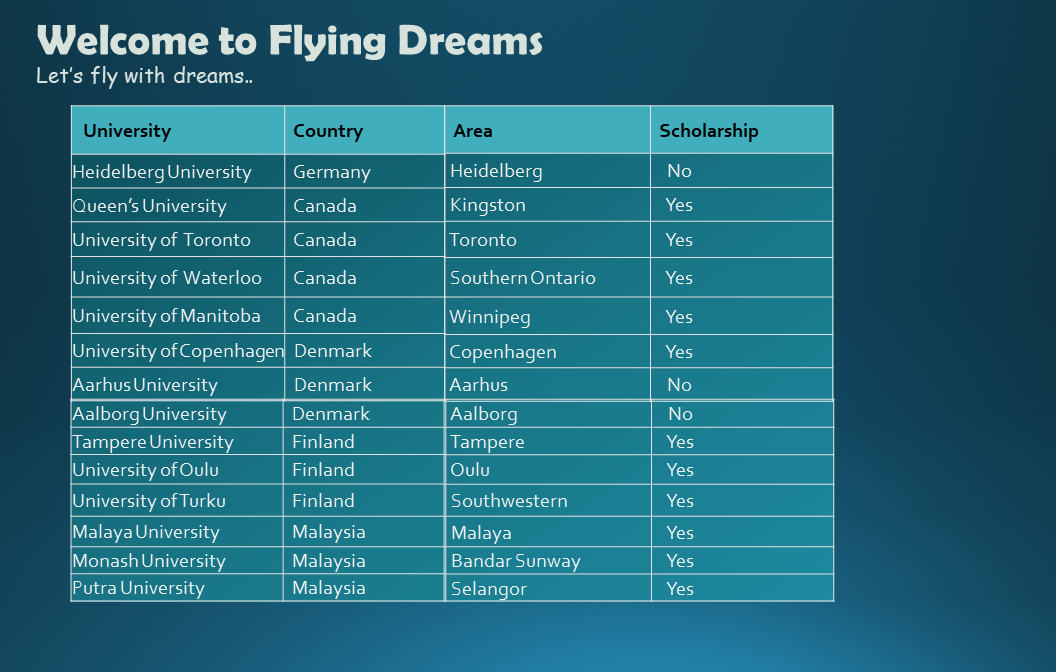 Welcome to Flying Dreams
Let's fly with dreams..
University Country Area Scholarship
Heidelberg University Germany Heidelberg No
Queen's University Canada Kingston Yes
University of Toronto Canada Toronto Yes
University of Waterloo Canada Southern Ontario Yes
University of Manitoba Canada Winnipeg Yes
University of Copenhagen Denmark Copenhagen Yes
Aarhus University Denmark Aarhus No
Aalborg University Denmark Aalborg No
Tampere University Finland Tampere Yes
University of Oulu Finland Oulu Yes
University of Turku Finland Southwestern Yes
Malaya University Malaysia Malaya Yes
Monash University Malaysia Bandar Sunway Yes
Putra University Malaysia Selangor Yes